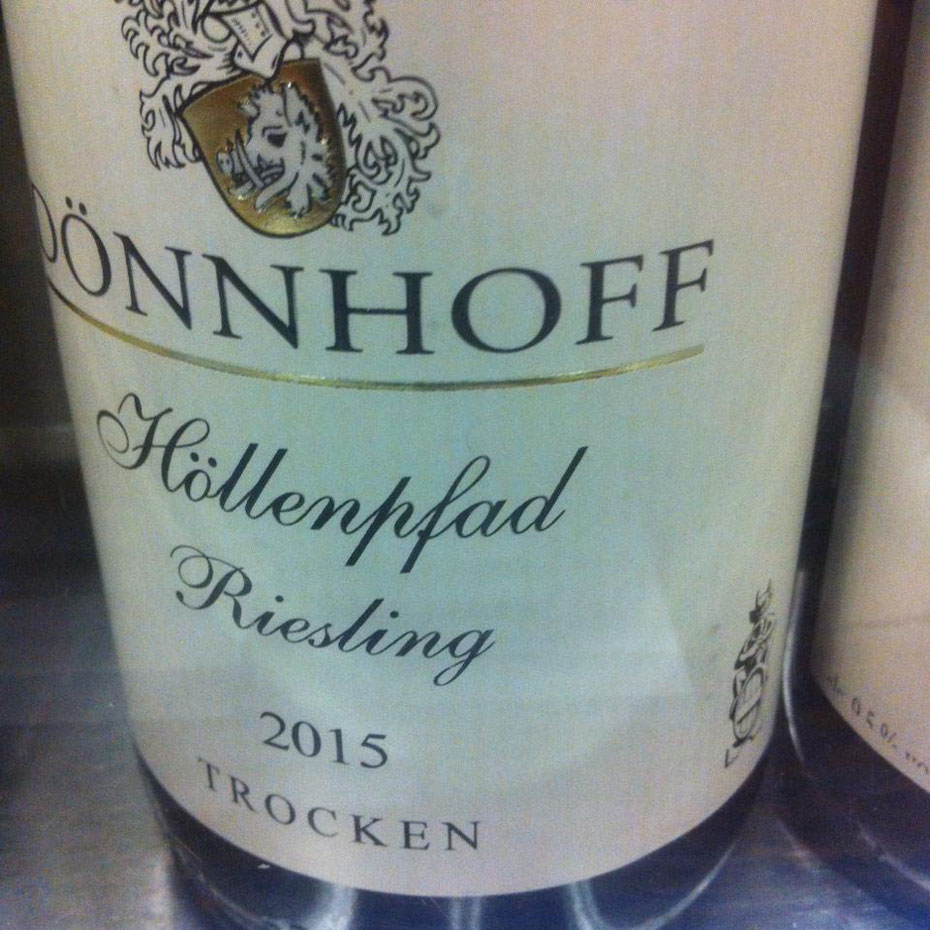 DÖNNHOFF
Höllenpfad
Riesling
2015
TROCKEN